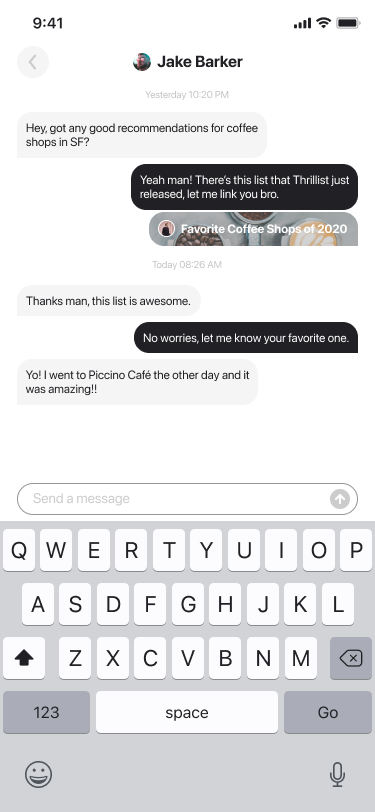 9:41
Jake Barker
Yesterday 10:20 PM
Hey, got any good recommendations for coffee
shops in SF?
Yeah man! There's this list that Thrillist just
released, let me link you bro.
Favorite Coffee Shops of 2020
Today 08:26 AM
Thanks man, this list is awesome.
No worries, let me know your favorite one.
Yo! I went to Piccino Café the other day and it
was amazing!!
Send a message
Q W E R T Y U I O P
A S D F G H J K L
Z X C V B N M
123 space Go